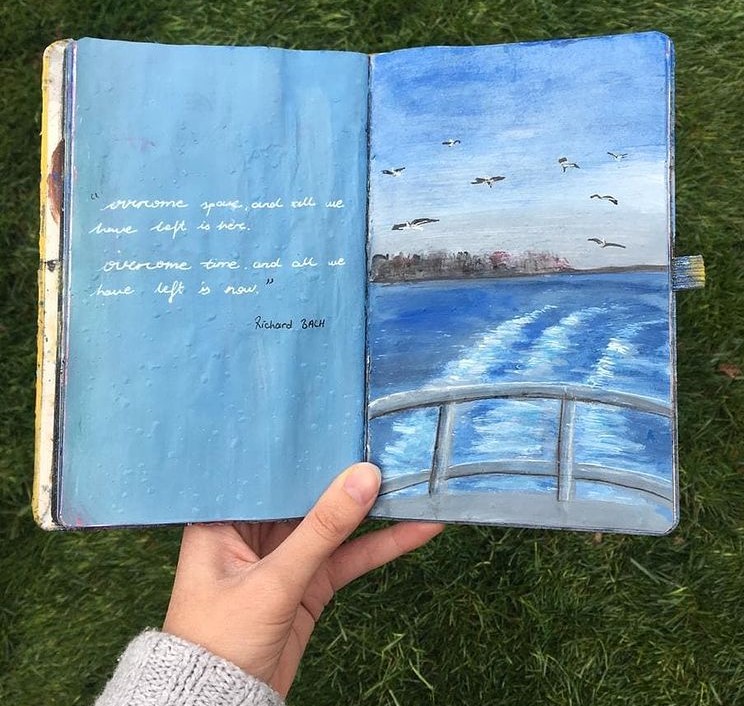 "overcome space, and all we
have left is here.
overcome time, and all we
have left is now."
Richard BACH